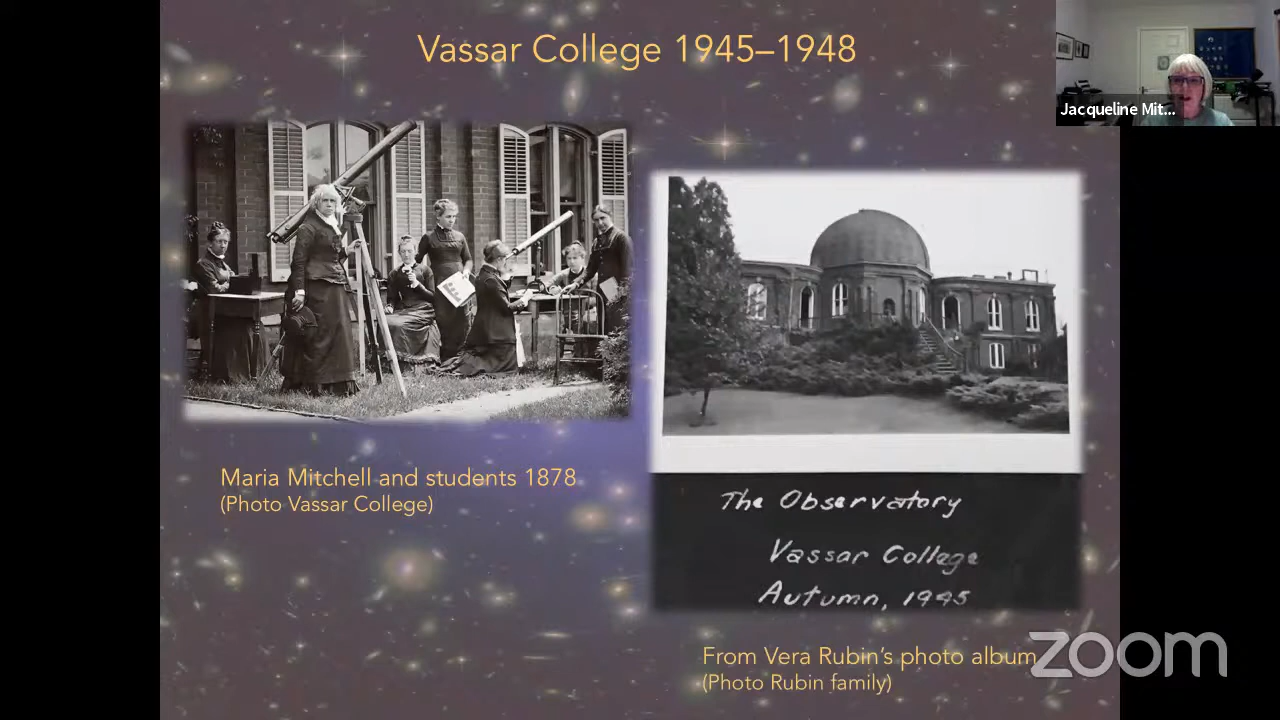 Vassar College 1945–1948
Jacqueline Mit...
Maria Mitchell and students 1878
(Photo Vassar College)
The Observatory
Vassar College
Autumn, 1945
From Vera Rubin's photo album
(Photo Rubin family)
zoom